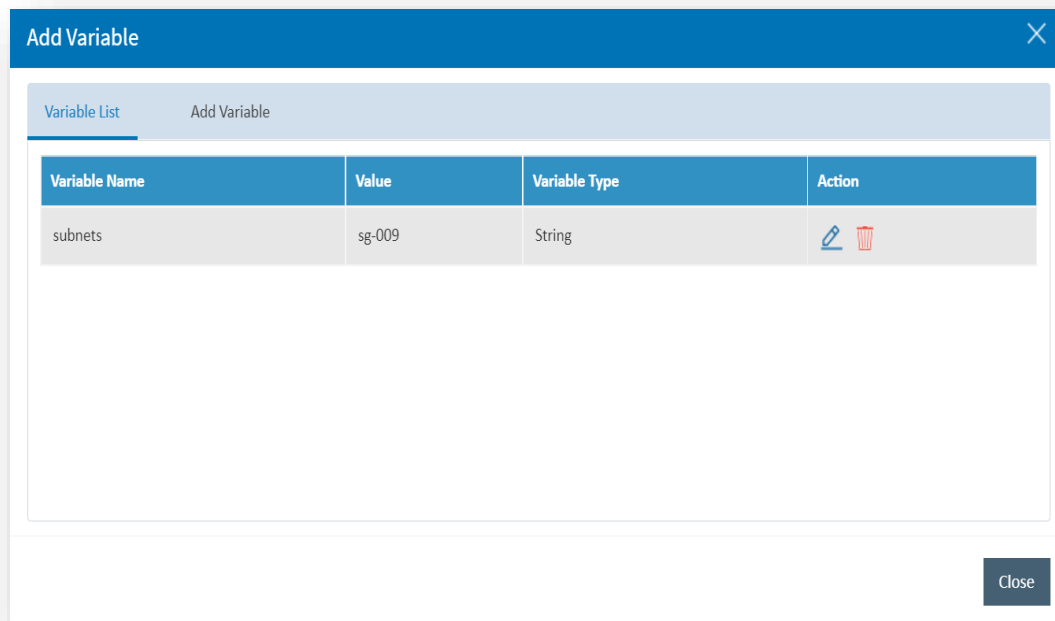 Add Variable
Variable List Add Variable
Variable Name Value Variable Type Action
subnets sg-009 String
Close